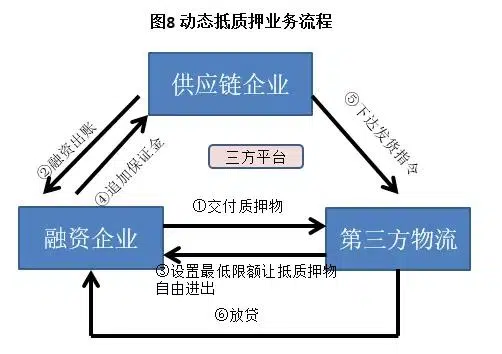 图8 动态抵质押业务流程
供应链企业
②融资出账
④追加保证金
⑤下达发货指令
三方平台
①交付质押物
融资企业
第三方物流
③设置最低限额让抵质押物
自由进出
⑥放贷